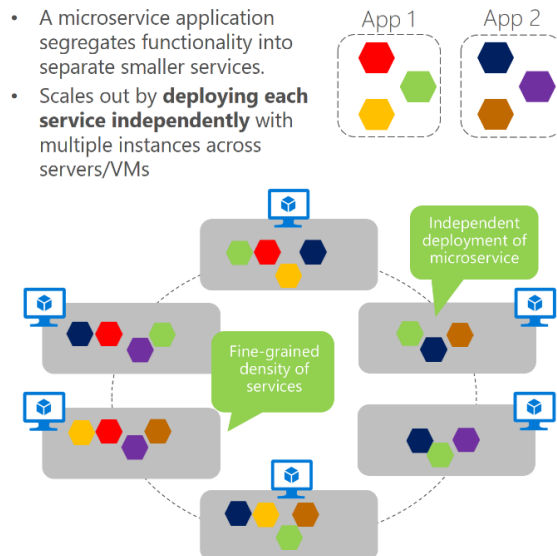 • A microservice application
segregates functionality into
separate smaller services.
• Scales out by deploying each
service independently with
multiple instances across
servers/VMs
App 1
App 2
Independent
deployment of
microservice
Fine-grained
density of
services